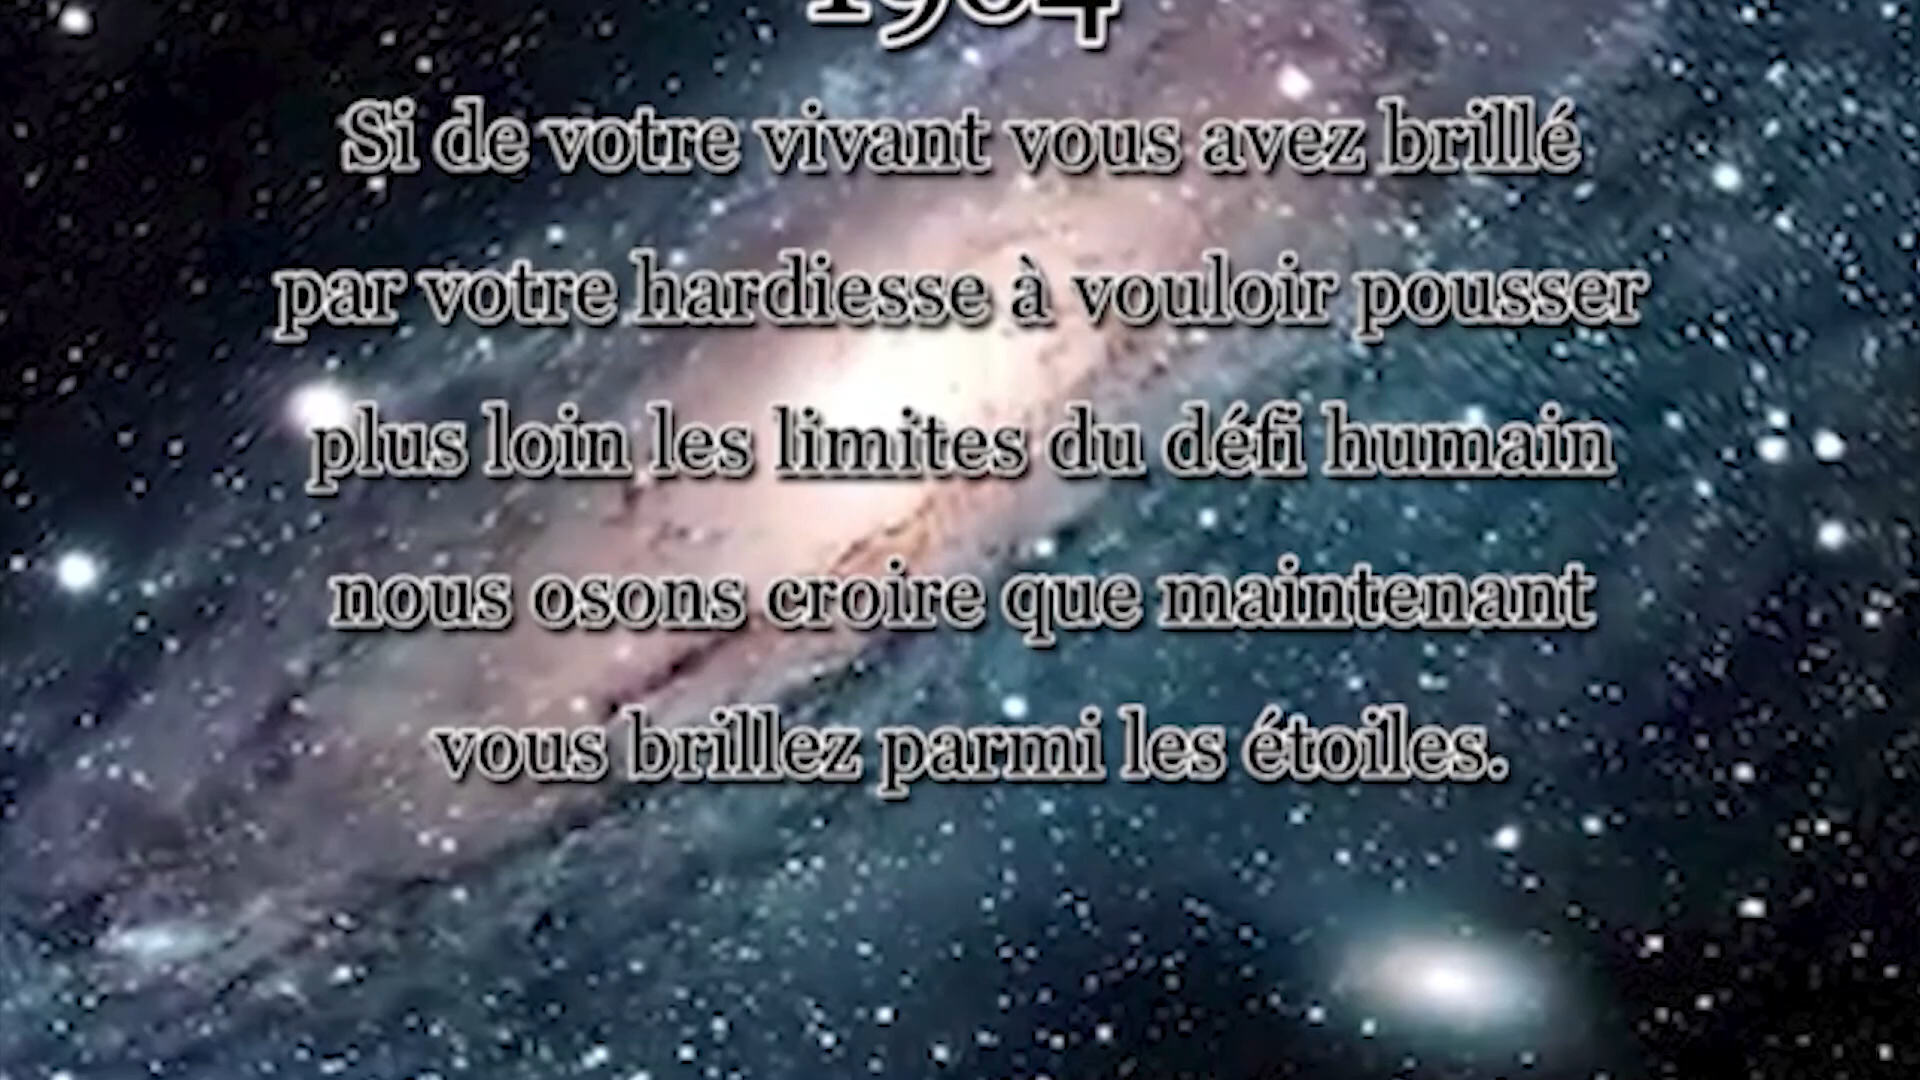 Si de votre vivant vous avez brillé
par votre hardiesse à vouloir pousser
plus loin les limites du défi humain
nous osons croire que maintenant
vous brillez parmi les étoiles.